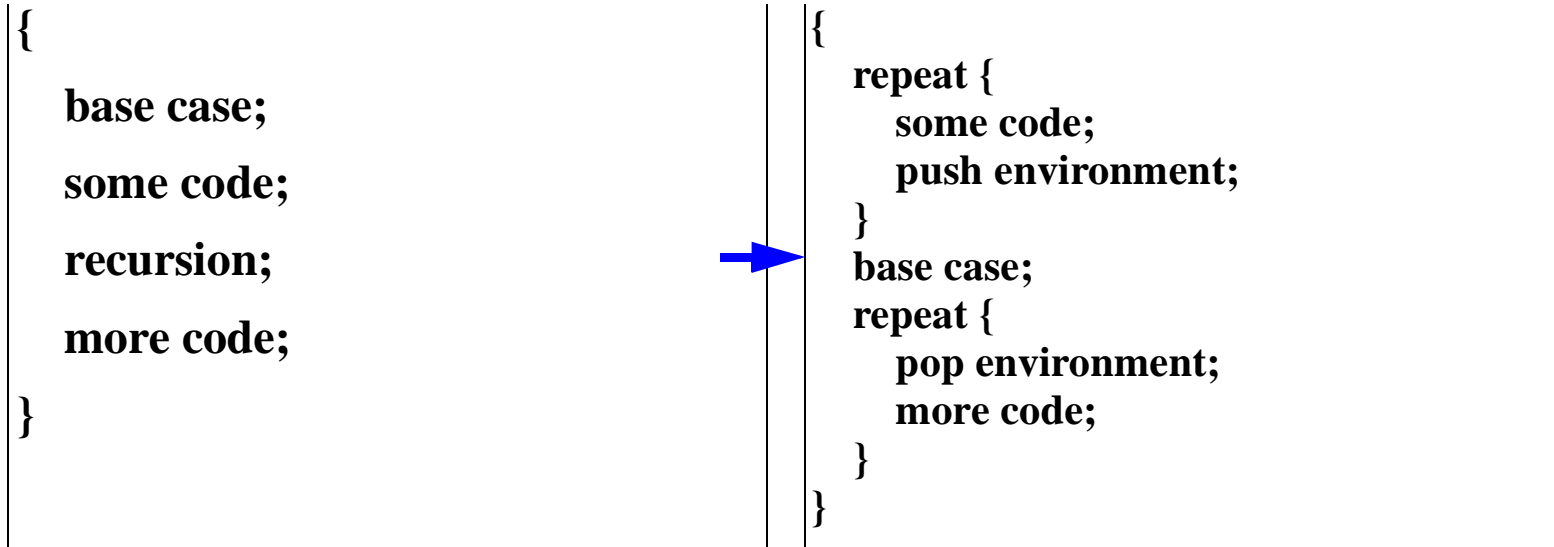 {
base case;
some code;
recursion;
more code;
}
{
repeat {
some code;
push environment;
}
base case;
repeat {
pop environment;
more code;
}
}